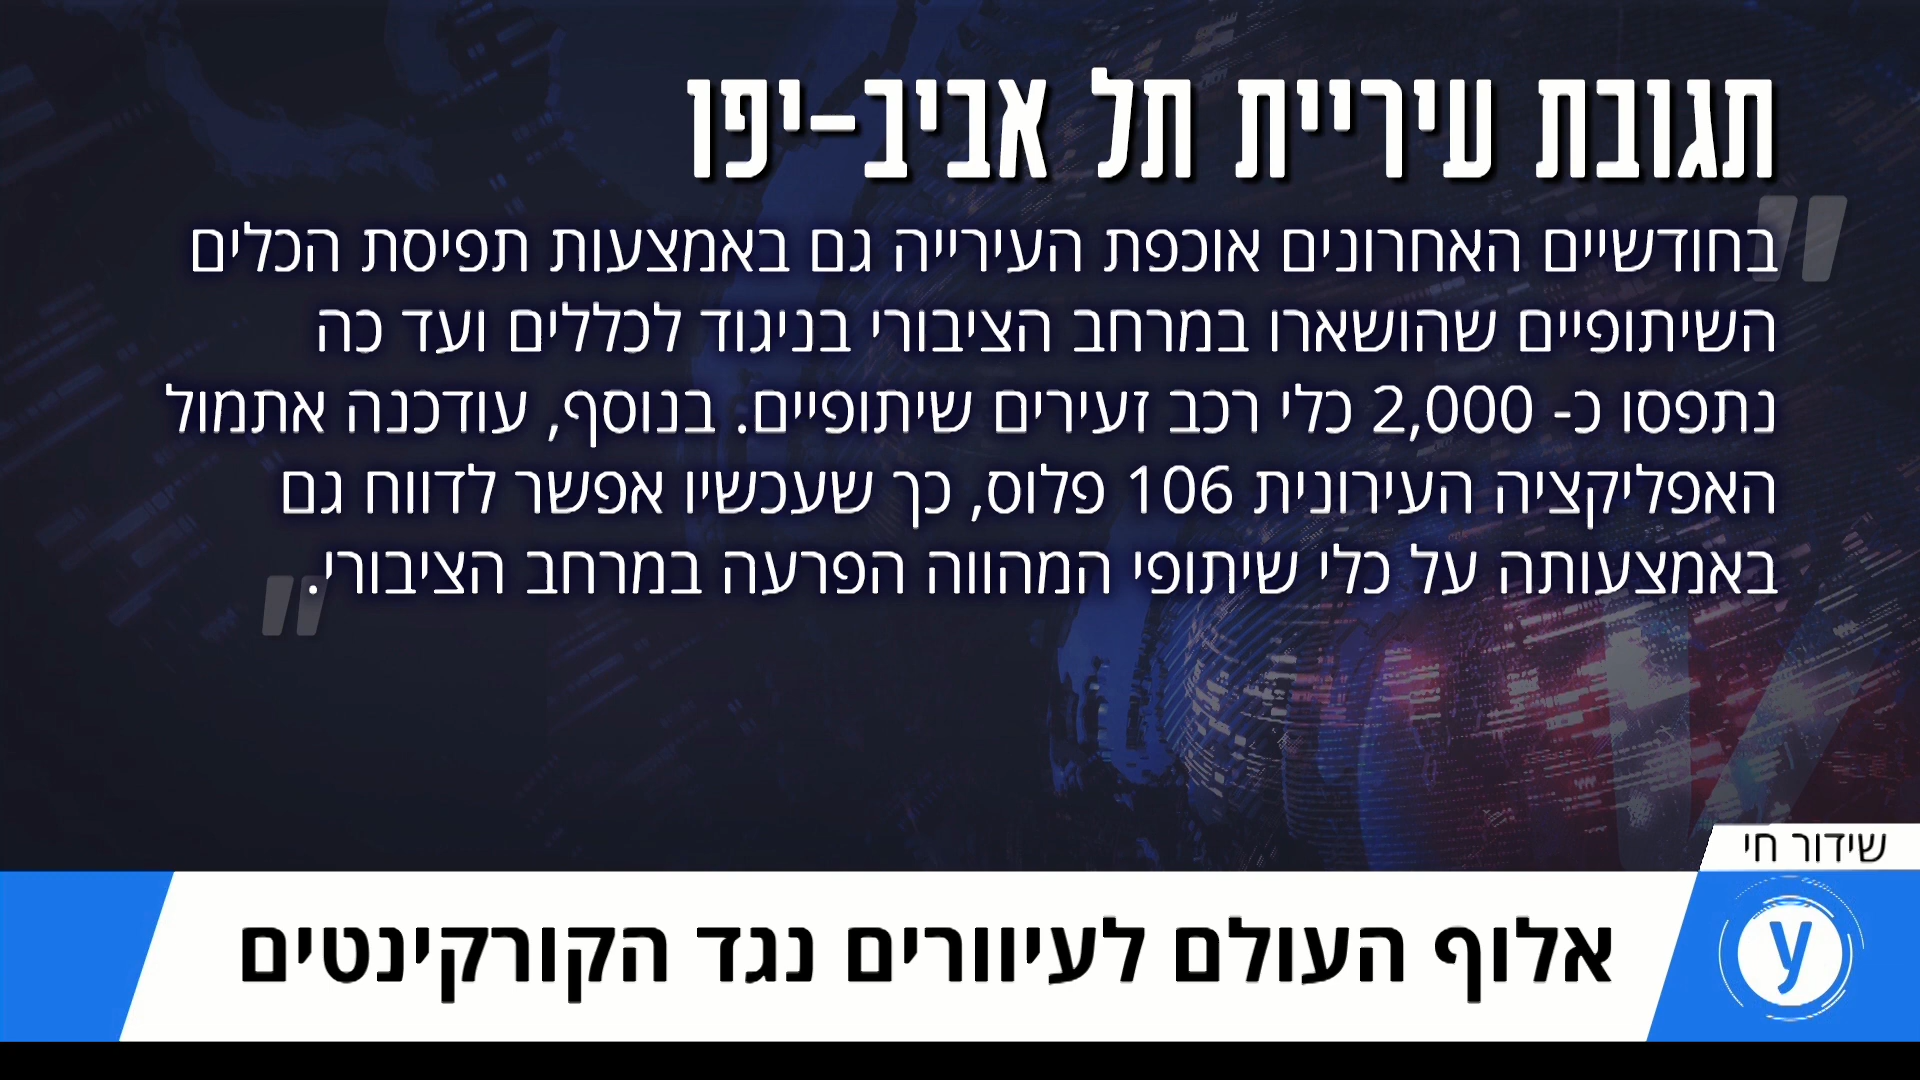 תגובת עיריית תל אביב-יפו
"
בחודשיים האחרונים אוכפת העירייה גם באמצעות תפיסת הכלים
השיתופיים שהושארו במרחב הציבורי בניגוד לכללים ועד כה
נתפסו כ- 2,000 כלי רכב זעירים שיתופיים. בנוסף, עודכנה אתמול
האפליקציה העירונית 106 פלוס, כך שעכשיו אפשר לדווח גם
באמצעותה על כלי שיתופי המהווה הפרעה במרחב הציבורי.
"
שידור חי
אלוף העולם לעיוורים נגד הקורקינטים
y